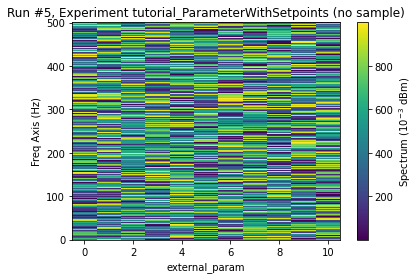 Run #5, Experiment tutorial_ParameterWithSetpoints (no sample)
500
400
300
200
100
0
Freq Axis (Hz)
0 2 4 6 8 10
external_param
800
600
400
200
Spectrum (10⁻³ dBm)